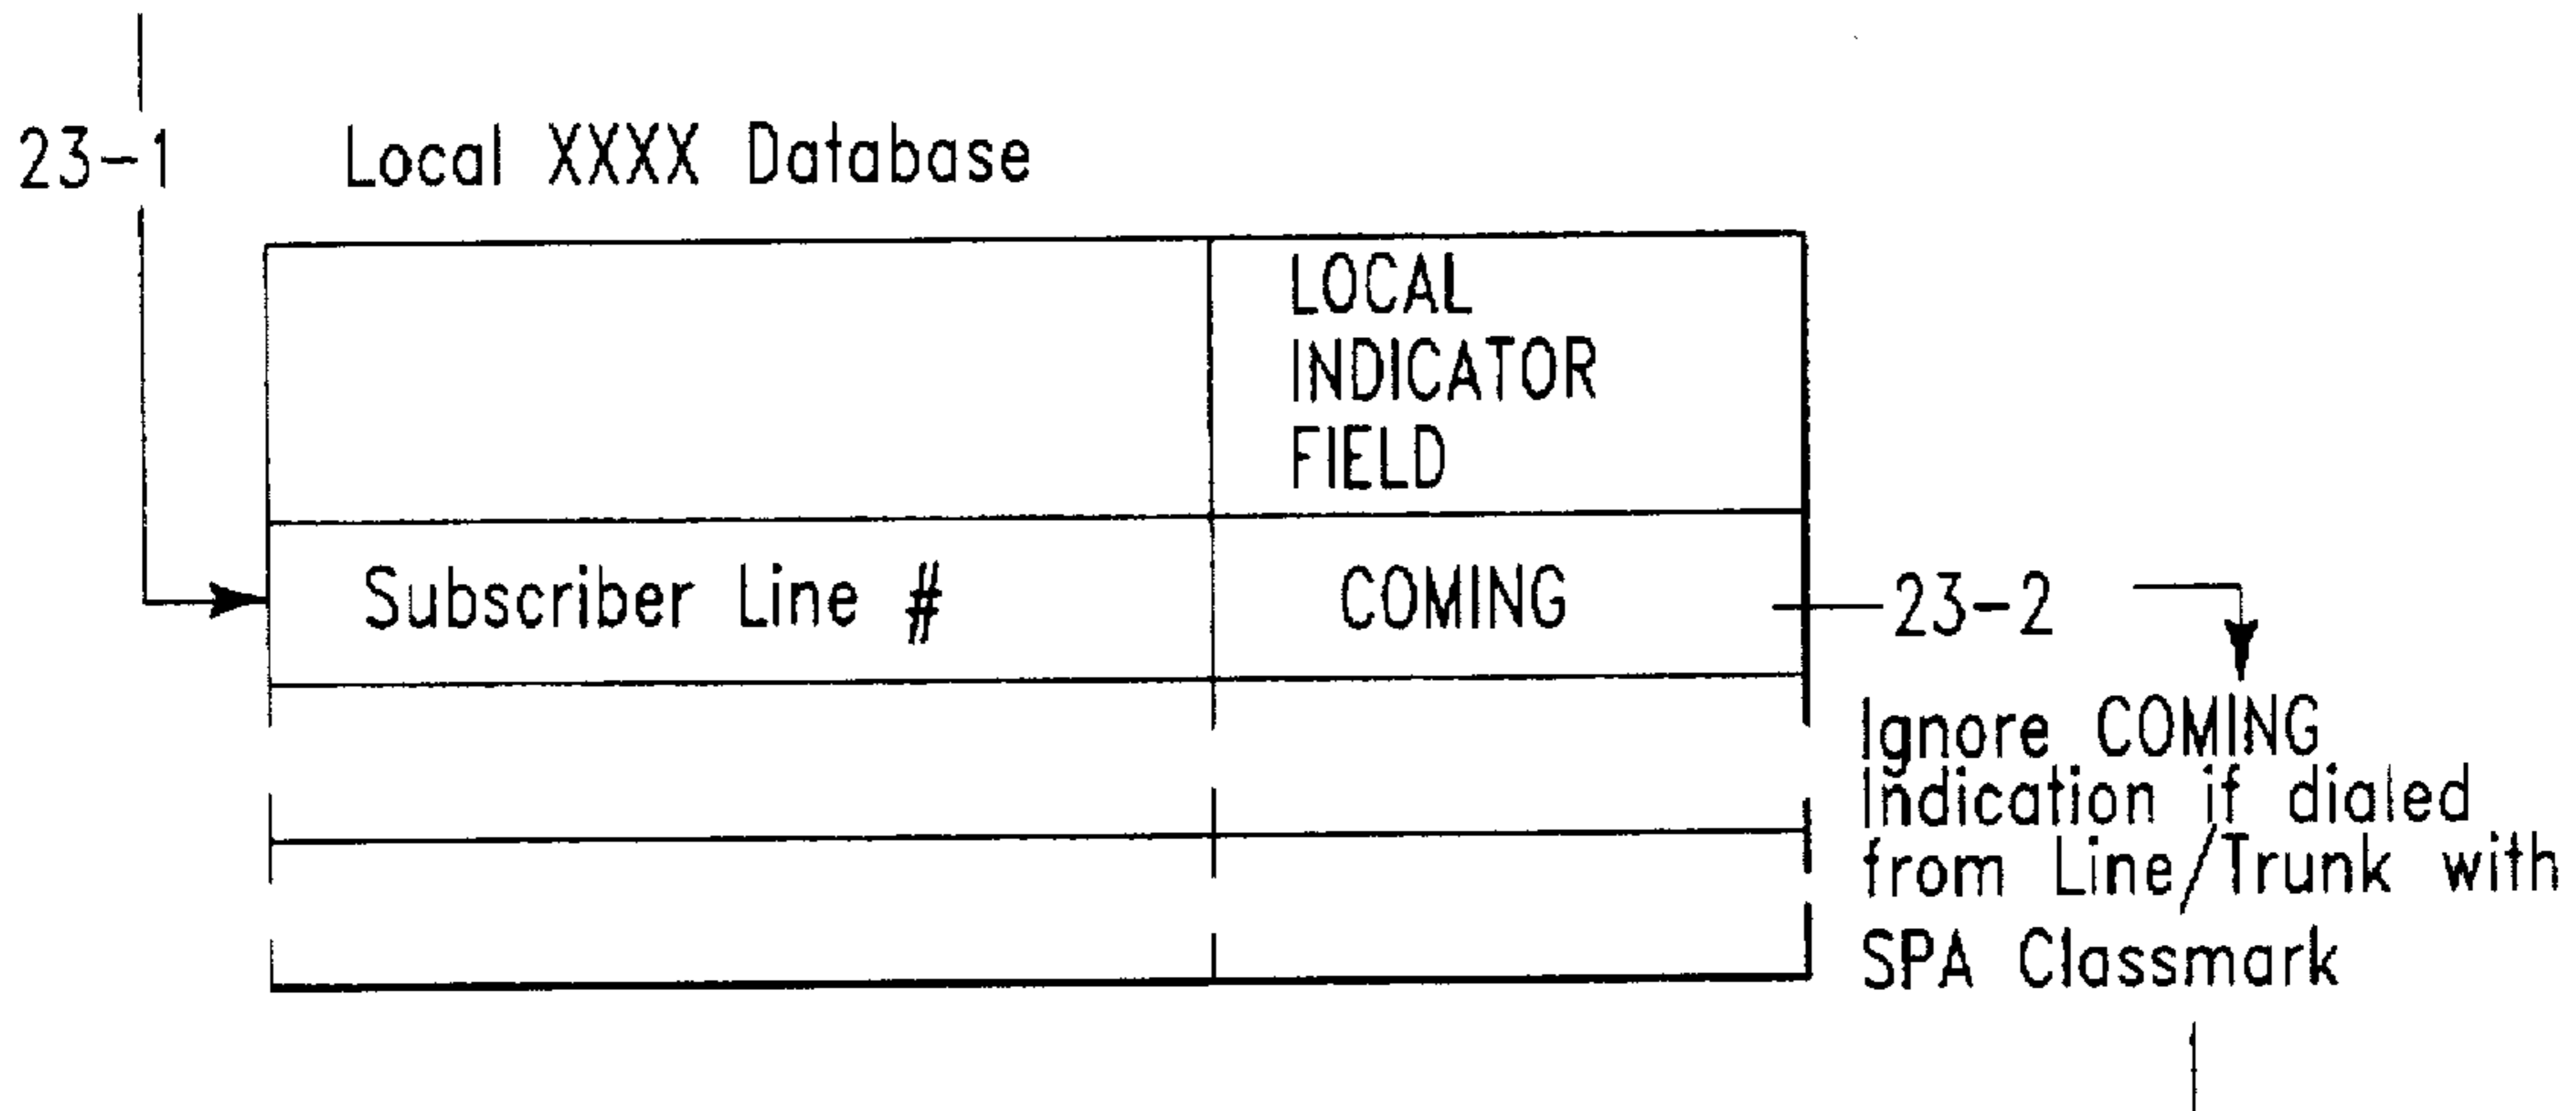 23-1 Local XXXX Database
LOCAL
INDICATOR
FIELD
Subscriber Line # COMING 23-2
Ignore COMING
Indication if dialed
from Line/Trunk with
SPA Classmark